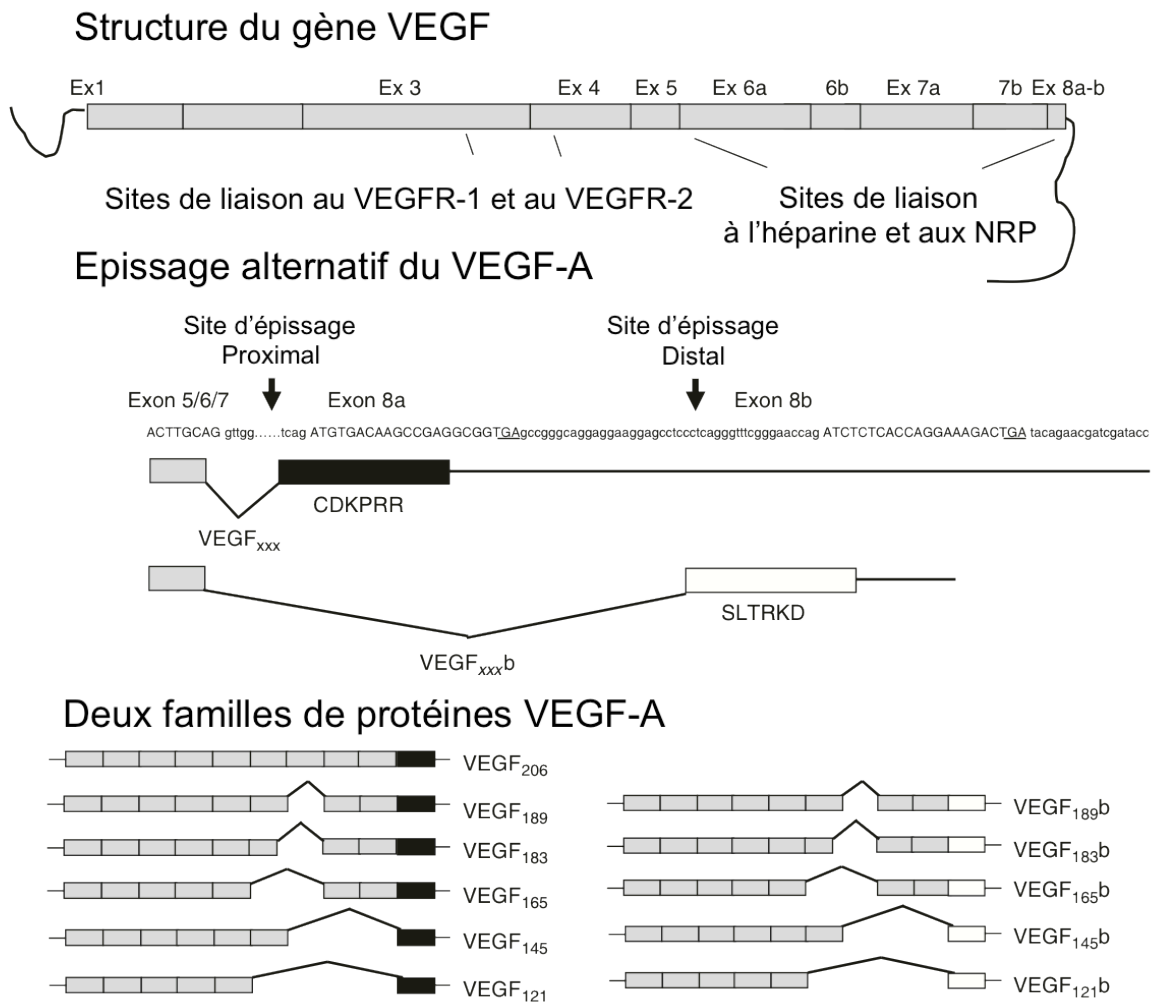 Structure du gène VEGF
Ex1 Ex 3 Ex 4 Ex 5 Ex 6a 6b Ex 7a 7b Ex 8a-b
Sites de liaison au VEGFR-1 et au VEGFR-2
Sites de liaison
à l'héparine et aux NRP
Epissage alternatif du VEGF-A
Site d'épissage
Proximal
Site d'épissage
Distal
Exon 5/6/7 Exon 8a Exon 8b
ACTTGCAG gttgg......tcag ATGTGACAAGCCGAGGCGGTGAgccgggcaggaggaaggagcctccctcagggtttcgggaaccag ATCTCTCACCAGGAAAGACTGA tacagaacgatcgatacc
CDKPRR
VEGFxxx
SLTRKD
VEGFxxxb
Deux familles de protéines VEGF-A
VEGF206
VEGF189 VEGF189b
VEGF183 VEGF183b
VEGF165 VEGF165b
VEGF145 VEGF145b
VEGF121 VEGF121b